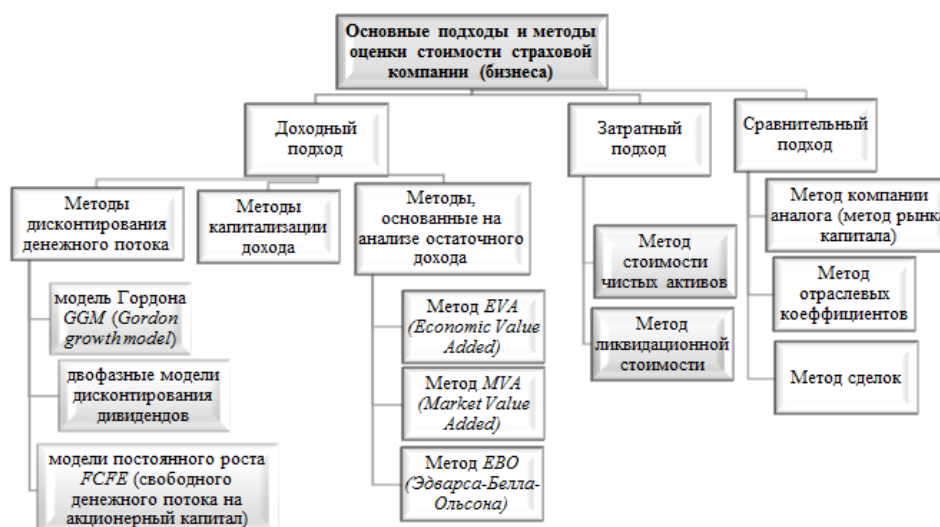 Основные подходы и методы
оценки стоимости страховой
компании (бизнеса)
Доходный
подход
Затратный
подход
Сравнительный
подход
Методы
дисконтирования
денежного потока
Методы
капитализации
дохода
Методы,
основанные на
анализе остаточного
дохода
модель Гордона
GGM (Gordon
growth model)
двофазные модели
дисконтирования
дивидендов
модели постоянного роста
FCFE (свободного
денежного потока на
акционерный капитал)
Метод EVA
(Economic Value
Added)
Метод MVA
(Market Value
Added)
Метод EBO
(Эдварса-Белла-
Ольсона)
Метод
стоимости
чистых активов
Метод
ликвидационной
стоимости
Метод компании
аналога (метод рынка
капитала)
Метод
отраслевых
коеффициентов
Метод сделок